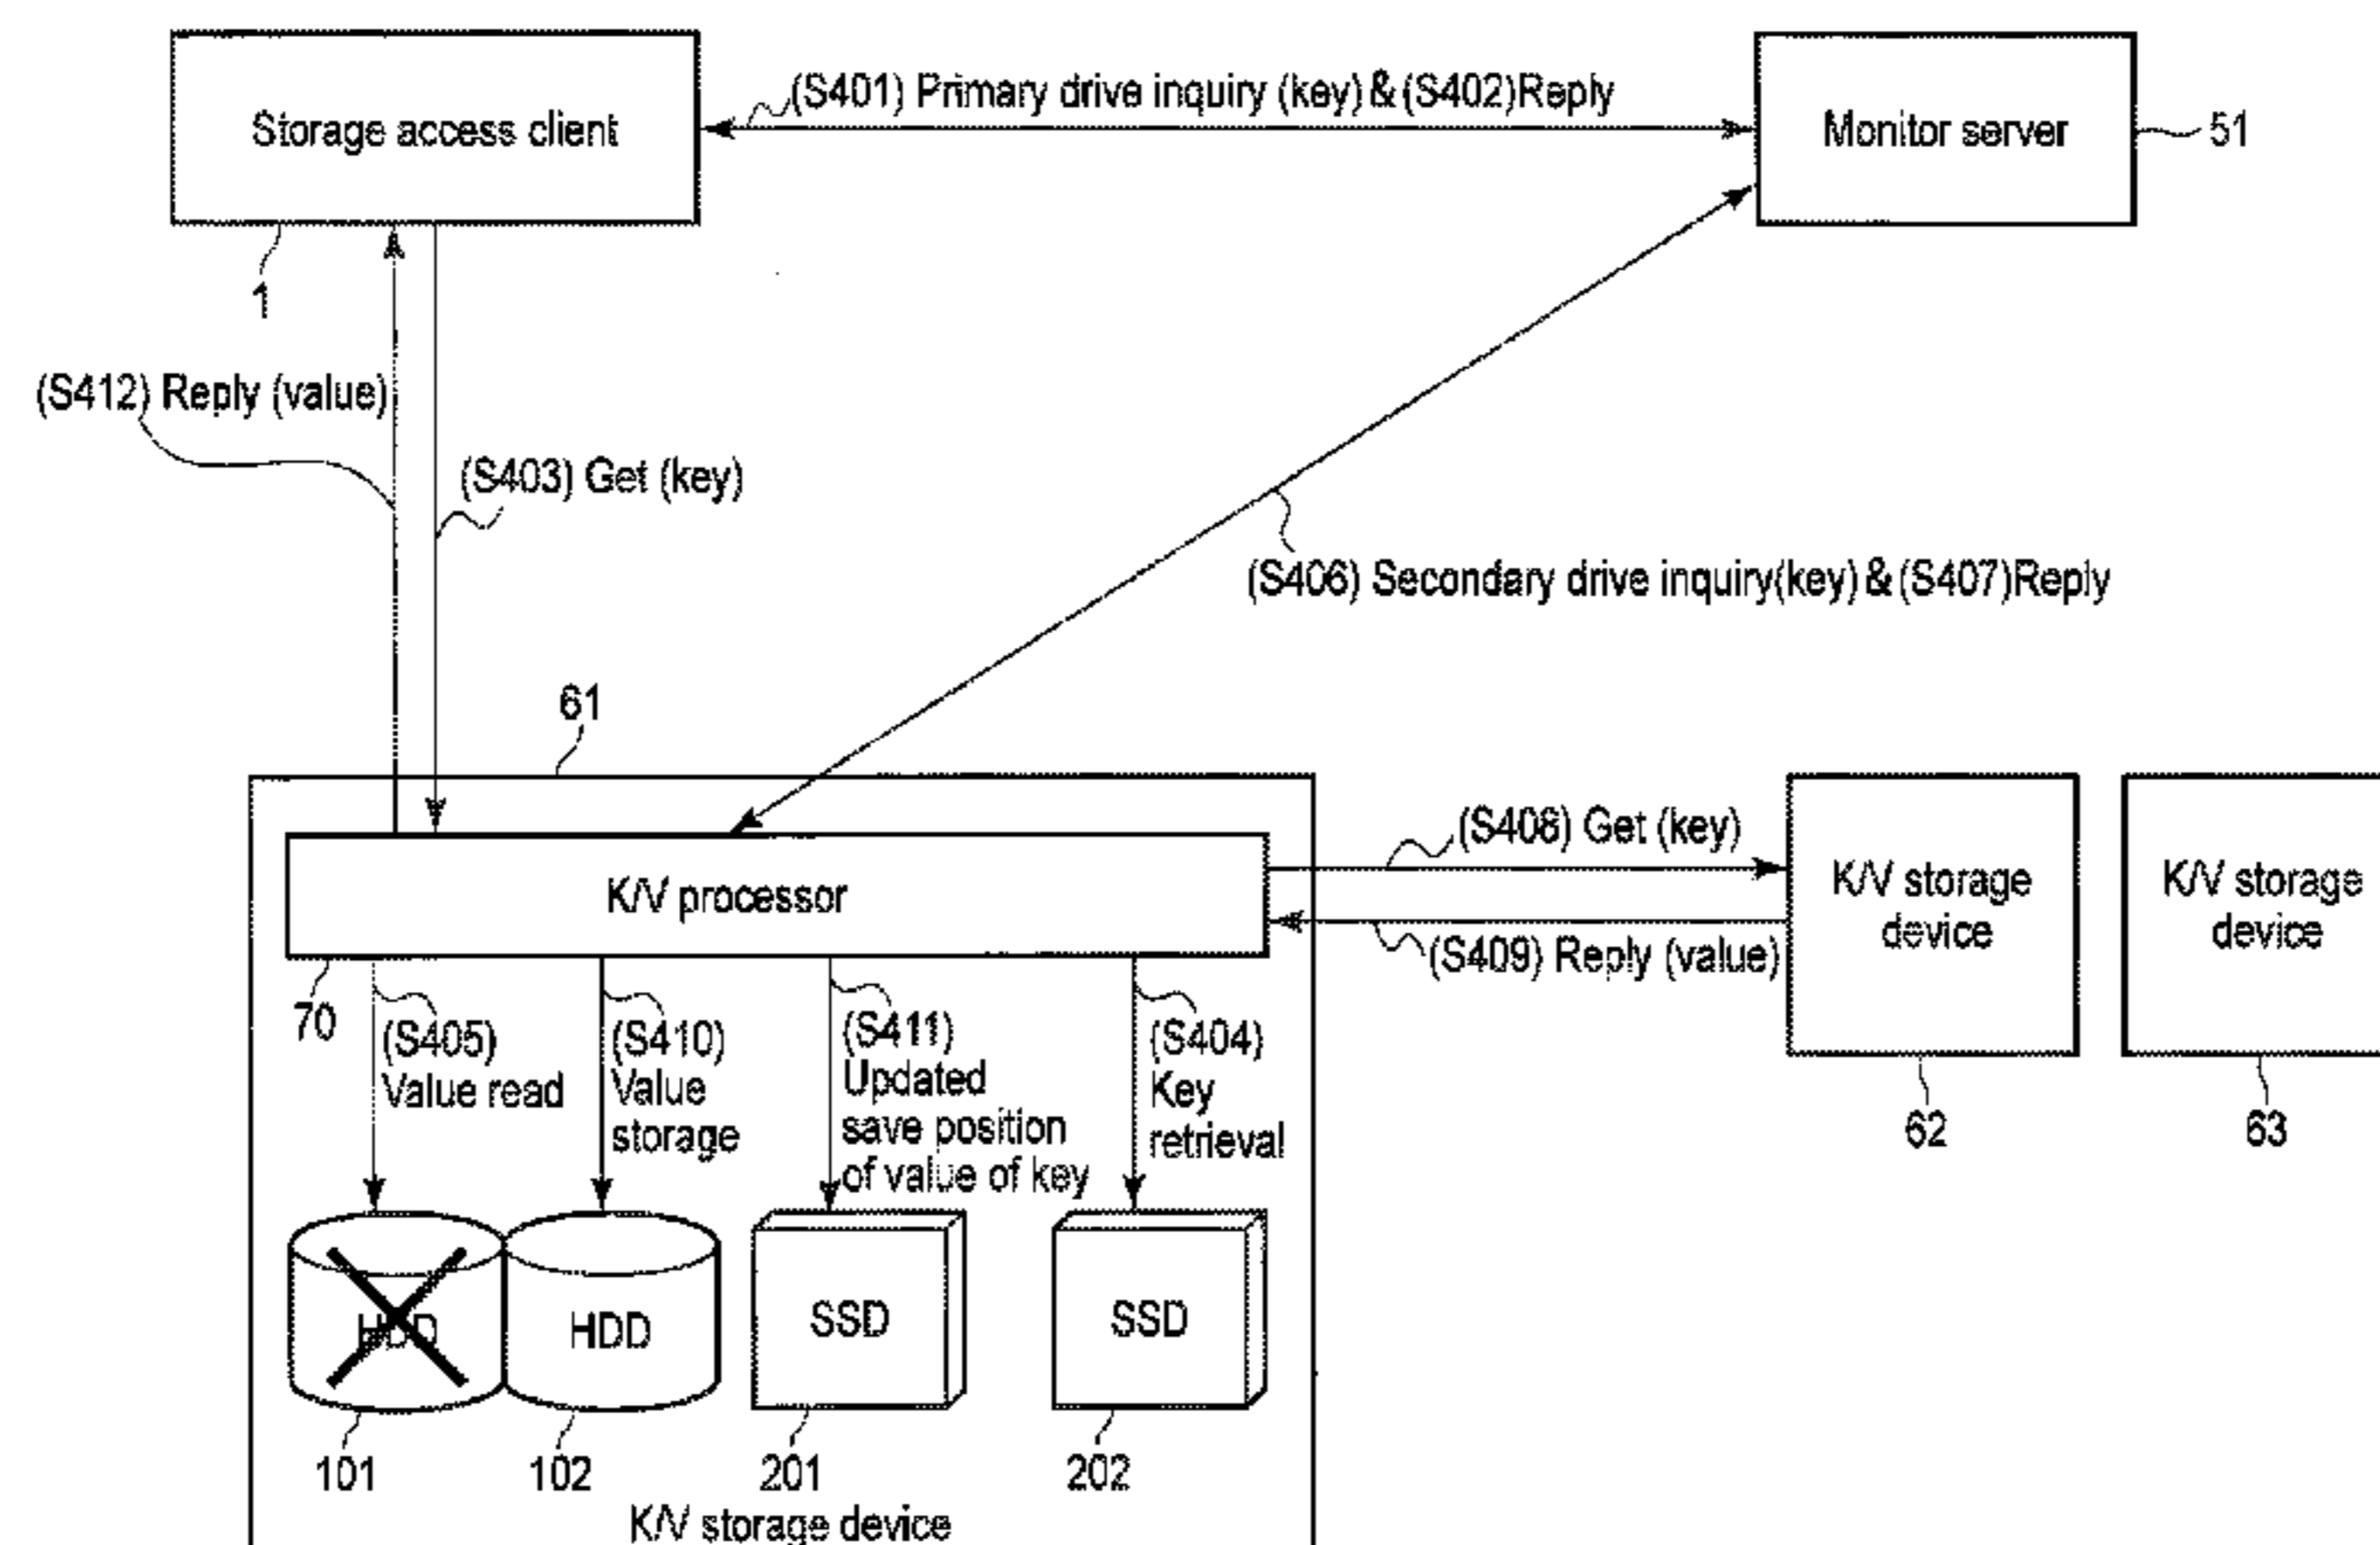 Storage access client
(S401) Primary drive inquiry (key) & (S402)Reply
Monitor server
51
1
(S412) Reply (value)
(S403) Get (key)
(S406) Secondary drive inquiry(key) & (S407)Reply
61
K/V processor
(S408) Get (key)
(S409) Reply (value)
K/V storage
device
K/V storage
device
70
(S405)
Value read
(S410)
Value
storage
(S411)
Updated
save position
of value of key
(S404)
Key
retrieval
62
63
HDD
HDD
SSD
SSD
101
102
201
202
K/V storage device